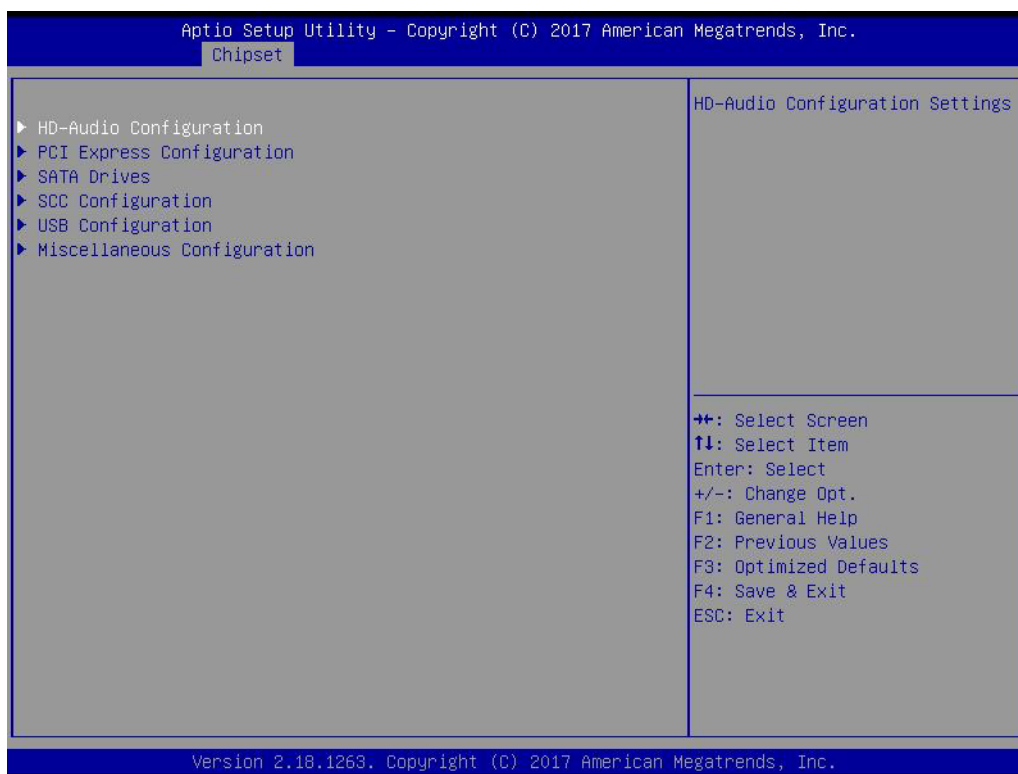 Aptio Setup Utility - Copyright (C) 2017 American Megatrends, Inc.
Chipset
HD-Audio Configuration
PCI Express Configuration
SATA Drives
SCC Configuration
USB Configuration
Miscellaneous Configuration
HD-Audio Configuration Settings
→←: Select Screen
↑↓: Select Item
Enter: Select
+/-: Change Opt.
F1: General Help
F2: Previous Values
F3: Optimized Defaults
F4: Save & Exit
ESC: Exit
Version 2.18.1263. Copyright (C) 2017 American Megatrends, Inc.